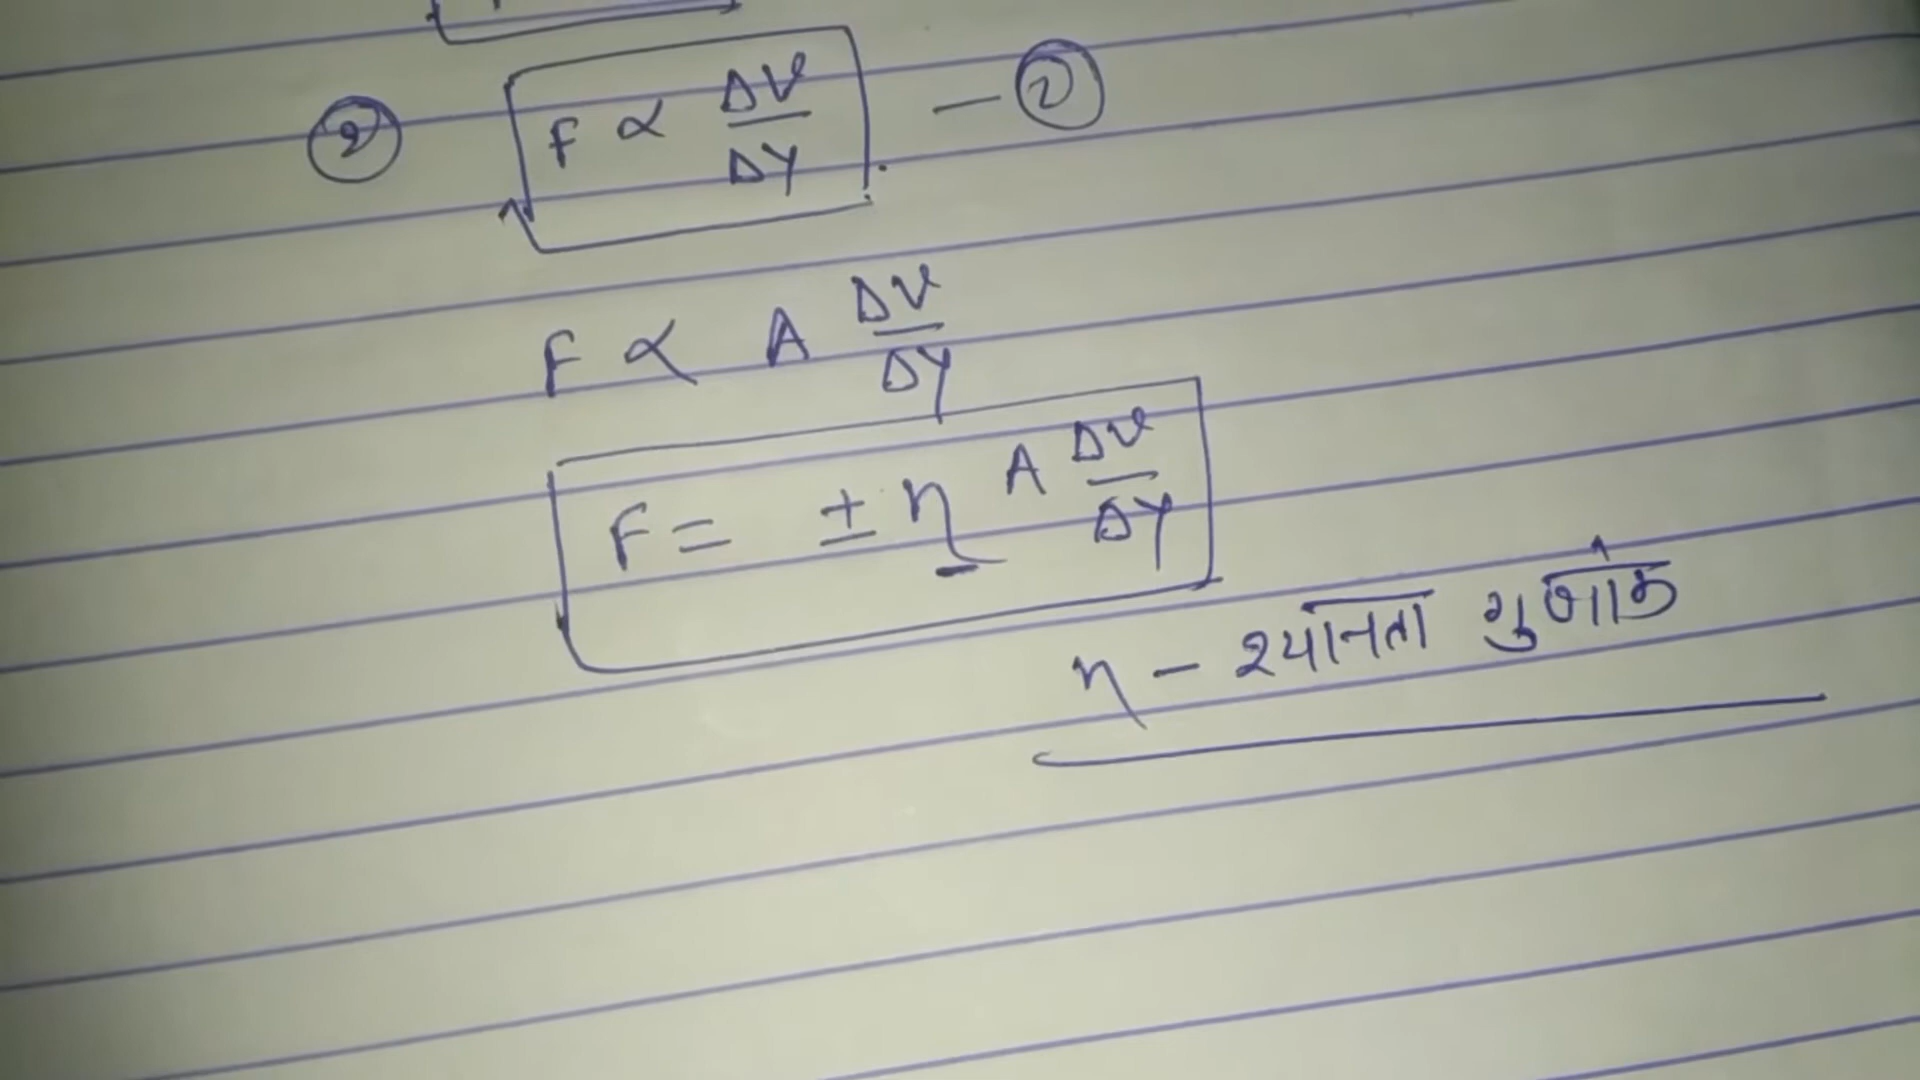 ② F ∝ ΔV/ΔY — ②
F ∝ A ΔV/ΔY
F = ± η A ΔV/ΔY
η – श्यानता गुणांक